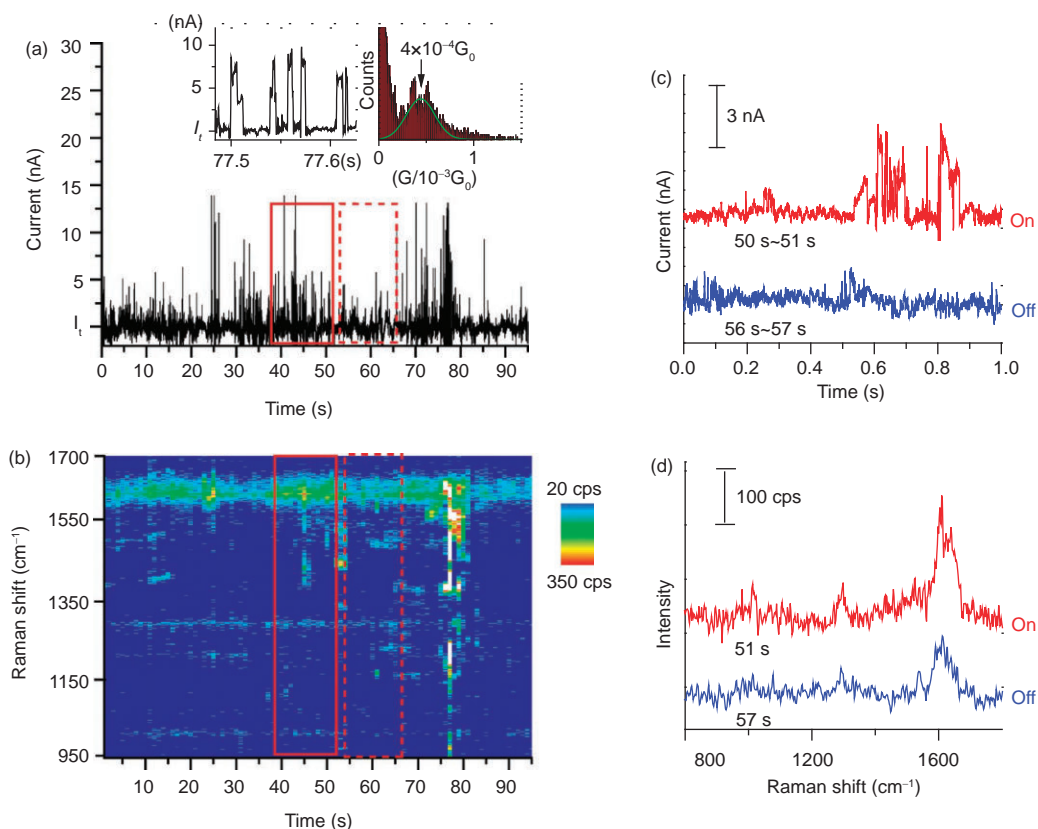 (a)
Current (nA)
30
25
20
15
10
5
Iₜ
0 10 20 30 40 50 60 70 80 90
Time (s)
(nA)
10
5
Iₜ
77.5 77.6(s)
Counts
4×10⁻⁴G₀
0 1
(G/10⁻³G₀)
(b)
Raman shift (cm⁻¹)
1700
1550
1350
1150
950
10 20 30 40 50 60 70 80 90
Time (s)
20 cps
350 cps
(c)
Current (nA)
3 nA
On
50 s~51 s
Off
56 s~57 s
0.0 0.2 0.4 0.6 0.8 1.0
Time (s)
(d)
Intensity
100 cps
On
51 s
Off
57 s
800 1200 1600
Raman shift (cm⁻¹)